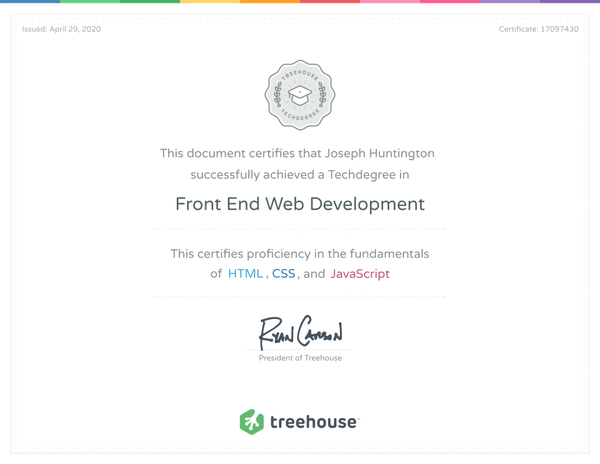 Issued: April 29, 2020
Certificate: 17097430
TREEHOUSE
TECHDEGREE
This document certifies that Joseph Huntington
successfully achieved a Techdegree in
Front End Web Development
This certifies proficiency in the fundamentals
of HTML, CSS, and JavaScript
Ryan Carson
President of Treehouse
treehouse™